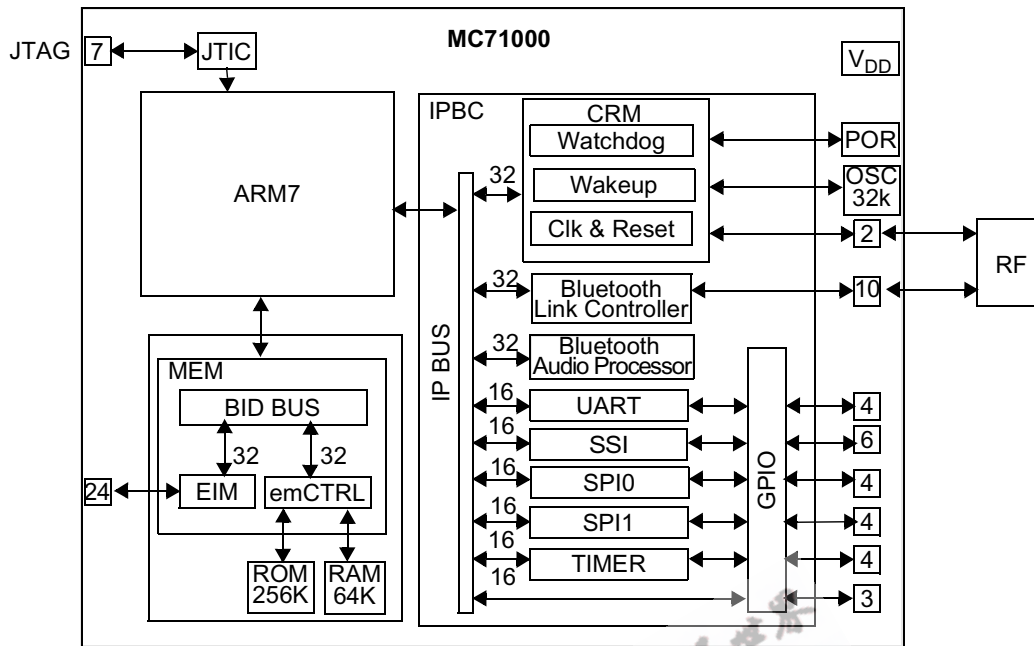 MC71000
JTAG
7
JTIC
V_DD
IPBC
CRM
Watchdog
POR
32
Wakeup
OSC
32k
ARM7
Clk & Reset
2
RF
32
Bluetooth
Link Controller
10
IP BUS
32
Bluetooth
Audio Processor
MEM
BID BUS
16
UART
4
32
32
16
SSI
6
24
EIM
emCTRL
16
SPI0
GPIO
4
16
SPI1
4
ROM
256K
RAM
64K
16
TIMER
4
16
3